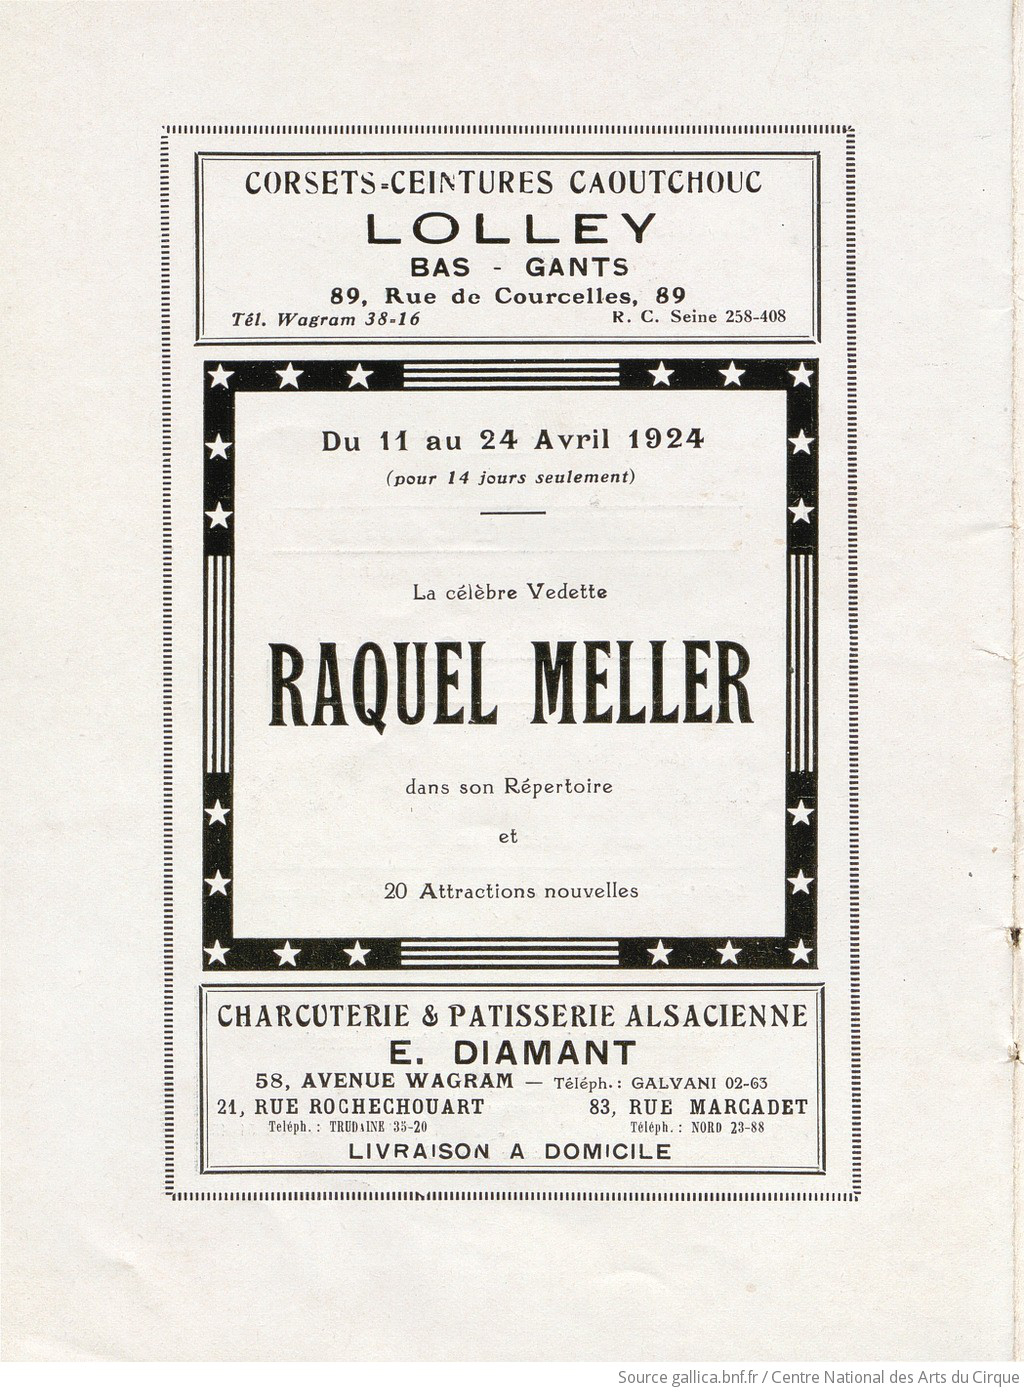 CORSETS=CEINTURES CAOUTCHOUC
LOLLEY
BAS - GANTS
89, Rue de Courcelles, 89
Tél. Wagram 38=16 R. C. Seine 258-408
Du 11 au 24 Avril 1924
(pour 14 jours seulement)
La célèbre Vedette
RAQUEL MELLER
dans son Répertoire
et
20 Attractions nouvelles
CHARCUTERIE & PATISSERIE ALSACIENNE
E. DIAMANT
58, AVENUE WAGRAM — Téléph.: GALVANI 02-63
21, RUE ROCHECHOUART 83, RUE MARCADET
Teléph. : TRUDAINE 35-20 Téléph. : NORD 23-88
LIVRAISON A DOMICILE
Source gallica.bnf.fr / Centre National des Arts du Cirque